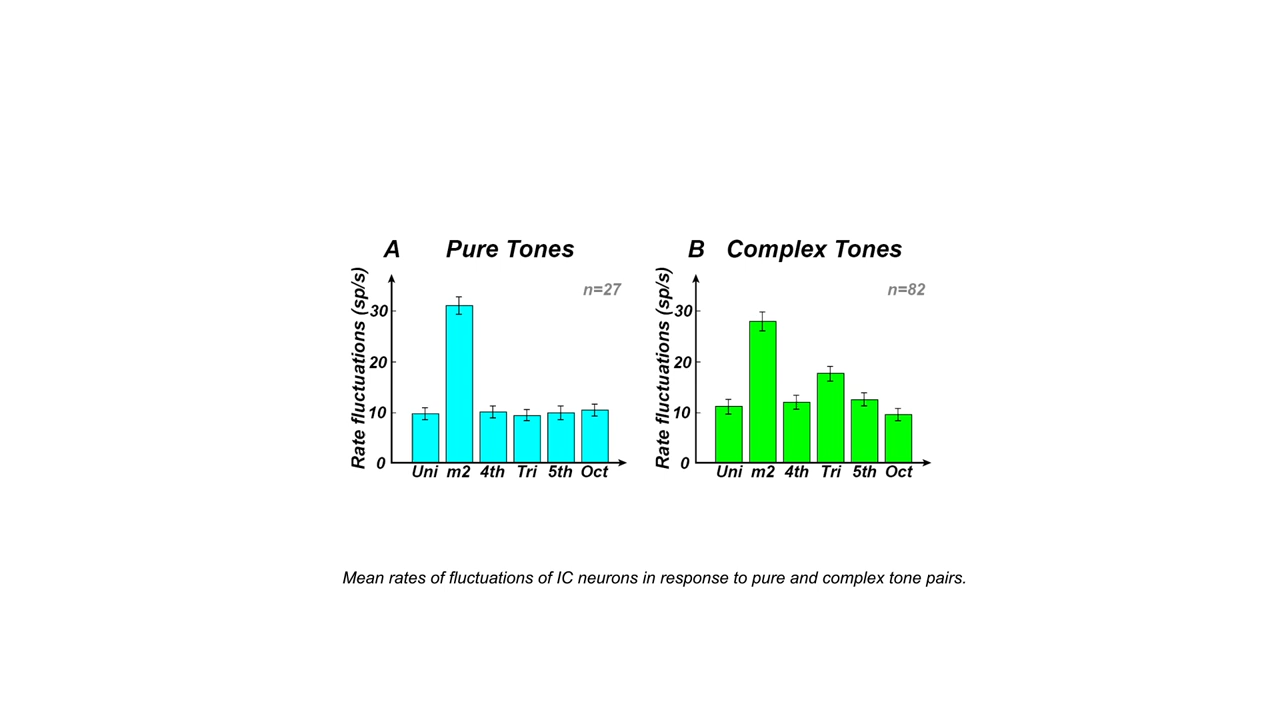 A Pure Tones
n=27
Rate fluctuations (sp/s)
30
20
10
0
Uni m2 4th Tri 5th Oct
B Complex Tones
n=82
Rate fluctuations (sp/s)
30
20
10
0
Uni m2 4th Tri 5th Oct
Mean rates of fluctuations of IC neurons in response to pure and complex tone pairs.